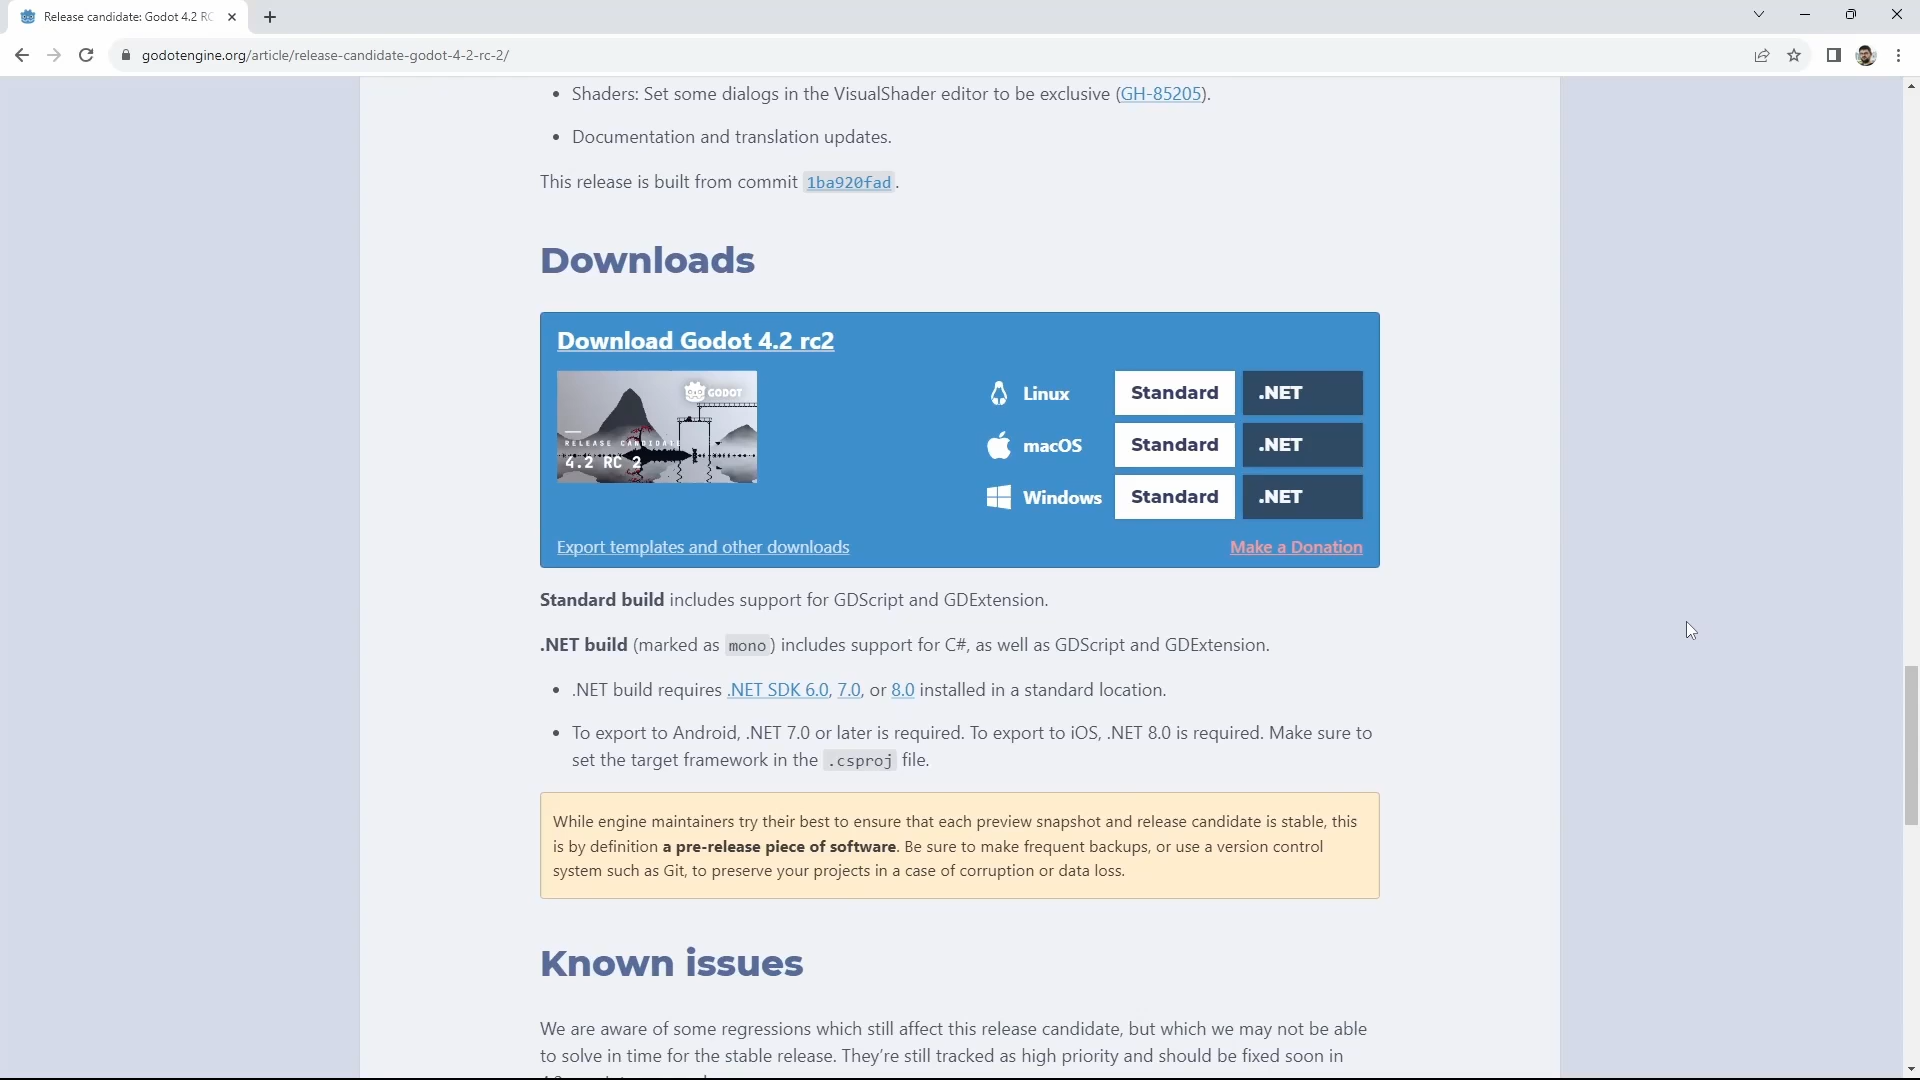 Release candidate: Godot 4.2 RC
godotengine.org/article/release-candidate-godot-4-2-rc-2/
• Shaders: Set some dialogs in the VisualShader editor to be exclusive (GH-85205).
• Documentation and translation updates.
This release is built from commit 1ba920fad.
Downloads
Download Godot 4.2 rc2
GODOT
RELEASE CANDIDATE
4.2 RC 2
Linux Standard .NET
macOS Standard .NET
Windows Standard .NET
Export templates and other downloads Make a Donation
Standard build includes support for GDScript and GDExtension.
.NET build (marked as mono) includes support for C#, as well as GDScript and GDExtension.
• .NET build requires .NET SDK 6.0, 7.0, or 8.0 installed in a standard location.
• To export to Android, .NET 7.0 or later is required. To export to iOS, .NET 8.0 is required. Make sure to
set the target framework in the .csproj file.
While engine maintainers try their best to ensure that each preview snapshot and release candidate is stable, this
is by definition a pre-release piece of software. Be sure to make frequent backups, or use a version control
system such as Git, to preserve your projects in a case of corruption or data loss.
Known issues
We are aware of some regressions which still affect this release candidate, but which we may not be able
to solve in time for the stable release. They're still tracked as high priority and should be fixed soon in